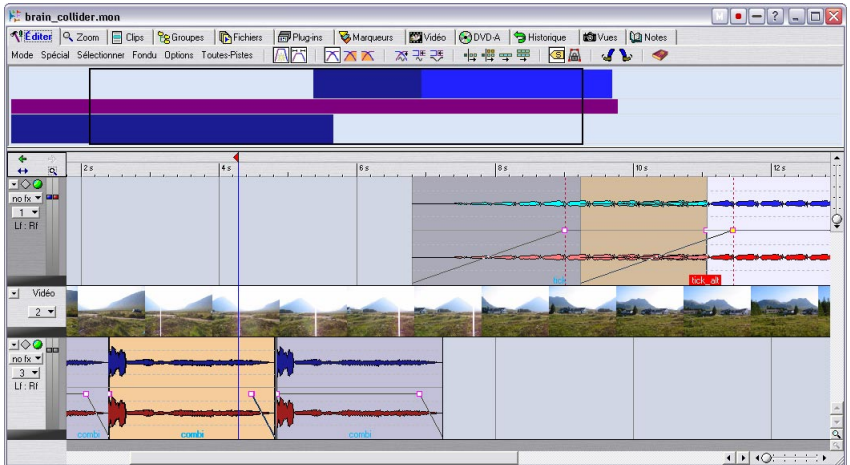 brain_collider.mon
Éditer Zoom Clips Groupes Fichiers Plug-ins Marqueurs Vidéo DVD-A Historique Vues Notes
Mode Spécial Sélectionner Fondu Options Toutes-Pistes
2 s 4 s 6 s 8 s 10 s 12 s
no fx
1
Lf : Rf
tick
tick_alt
Vidéo
2
no fx
3
Lf : Rf
combi
combi
combi